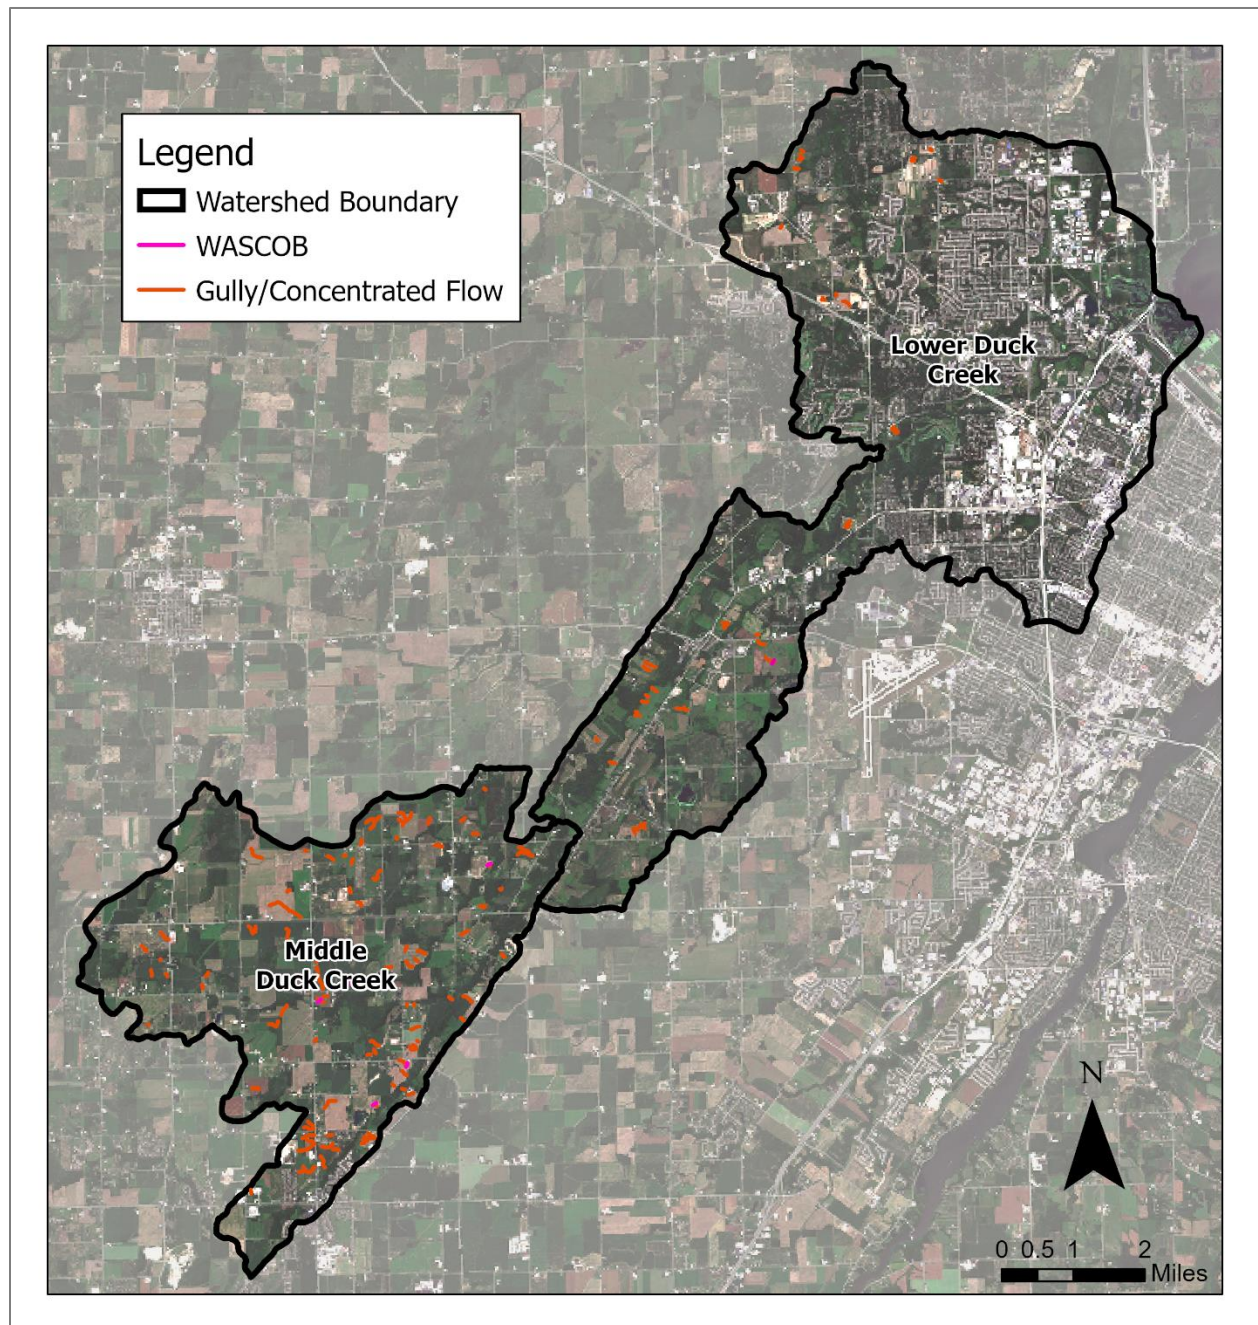 Legend
Watershed Boundary
WASCOB
Gully/Concentrated Flow
Lower Duck
Creek
Middle
Duck Creek
N
0 0.5 1 2
Miles